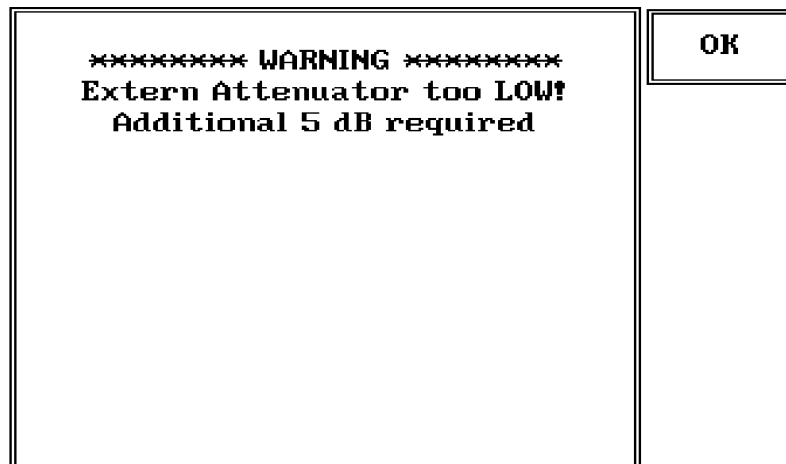 ******** WARNING ********
Extern Attenuator too LOW!
Additional 5 dB required
OK